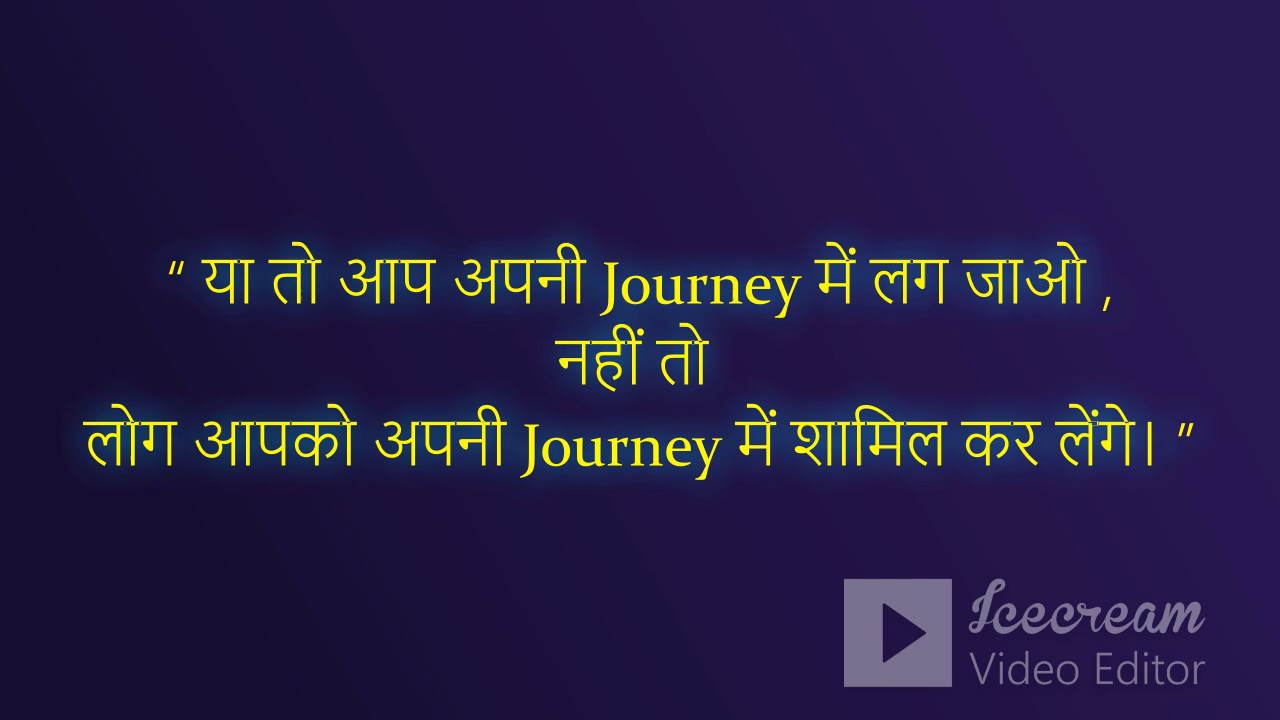 “ या तो आप अपनी Journey में लग जाओ ,
नहीं तो
लोग आपको अपनी Journey में शामिल कर लेंगे। ”
Icecream
Video Editor